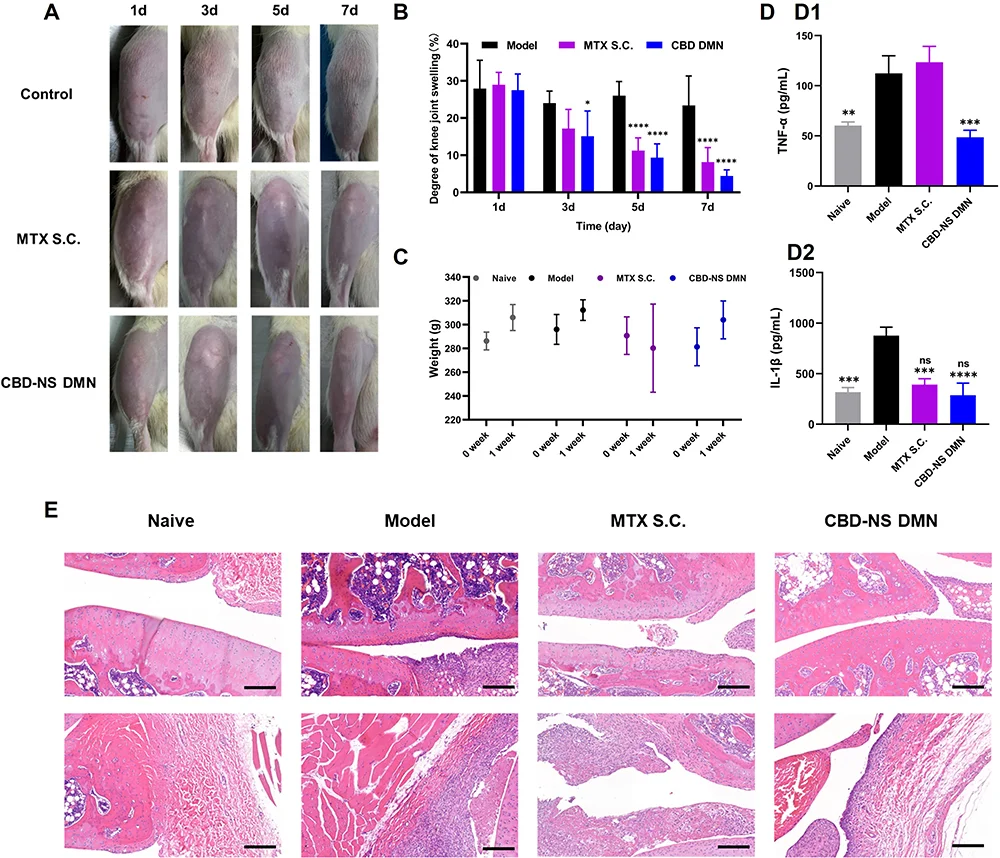 A
1d 3d 5d 7d
Control
MTX S.C.
CBD-NS DMN
B
Model MTX S.C. CBD DMN
Degree of knee joint swelling (%)
40
30
20
10
0
*
****
****
****
****
1d 3d 5d 7d
Time (day)
C
Naive Model MTX S.C. CBD-NS DMN
Weight (g)
340
320
300
280
260
240
220
0 week 1 week 0 week 1 week 0 week 1 week 0 week 1 week
D D1
TNF-α (pg/mL)
150
100
50
0
**
***
Naive Model MTX S.C. CBD-NS DMN
D2
IL-1β (pg/mL)
1500
1000
500
0
***
ns
***
ns
****
Naive Model MTX S.C. CBD-NS DMN
E
Naive Model MTX S.C. CBD-NS DMN